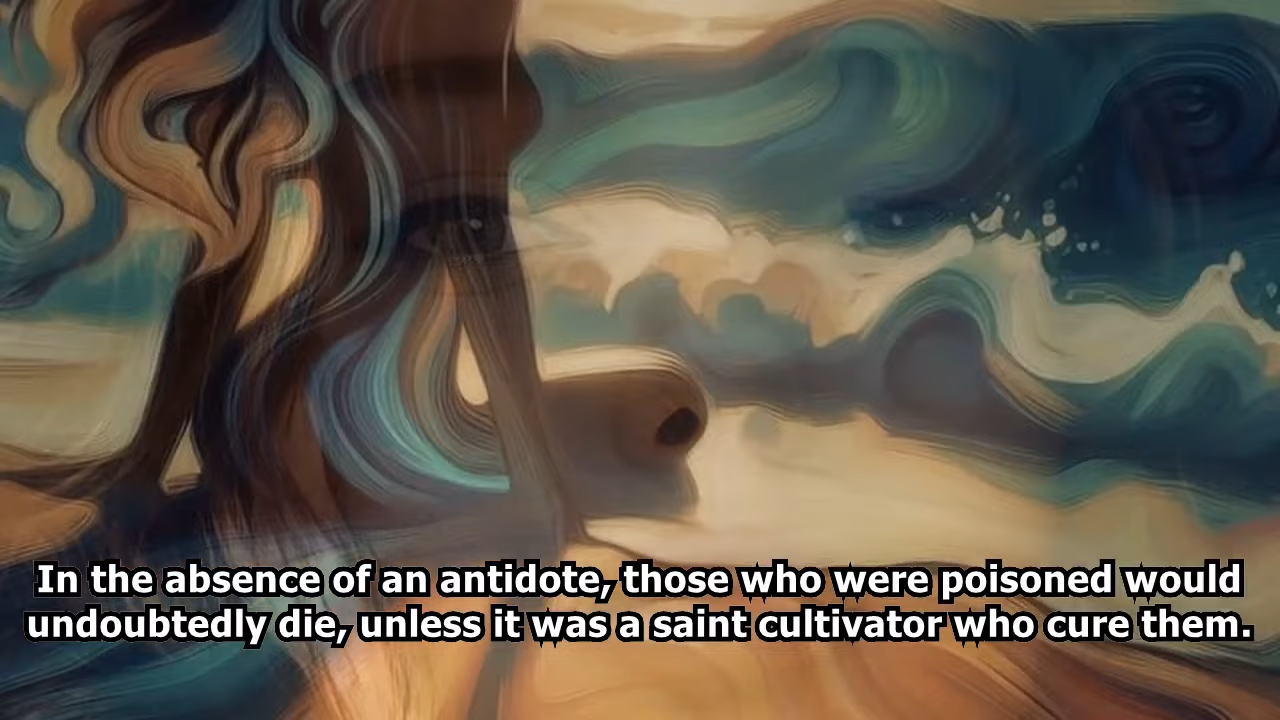 In the absence of an antidote, those who were poisoned would
undoubtedly die, unless it was a saint cultivator who cure them.